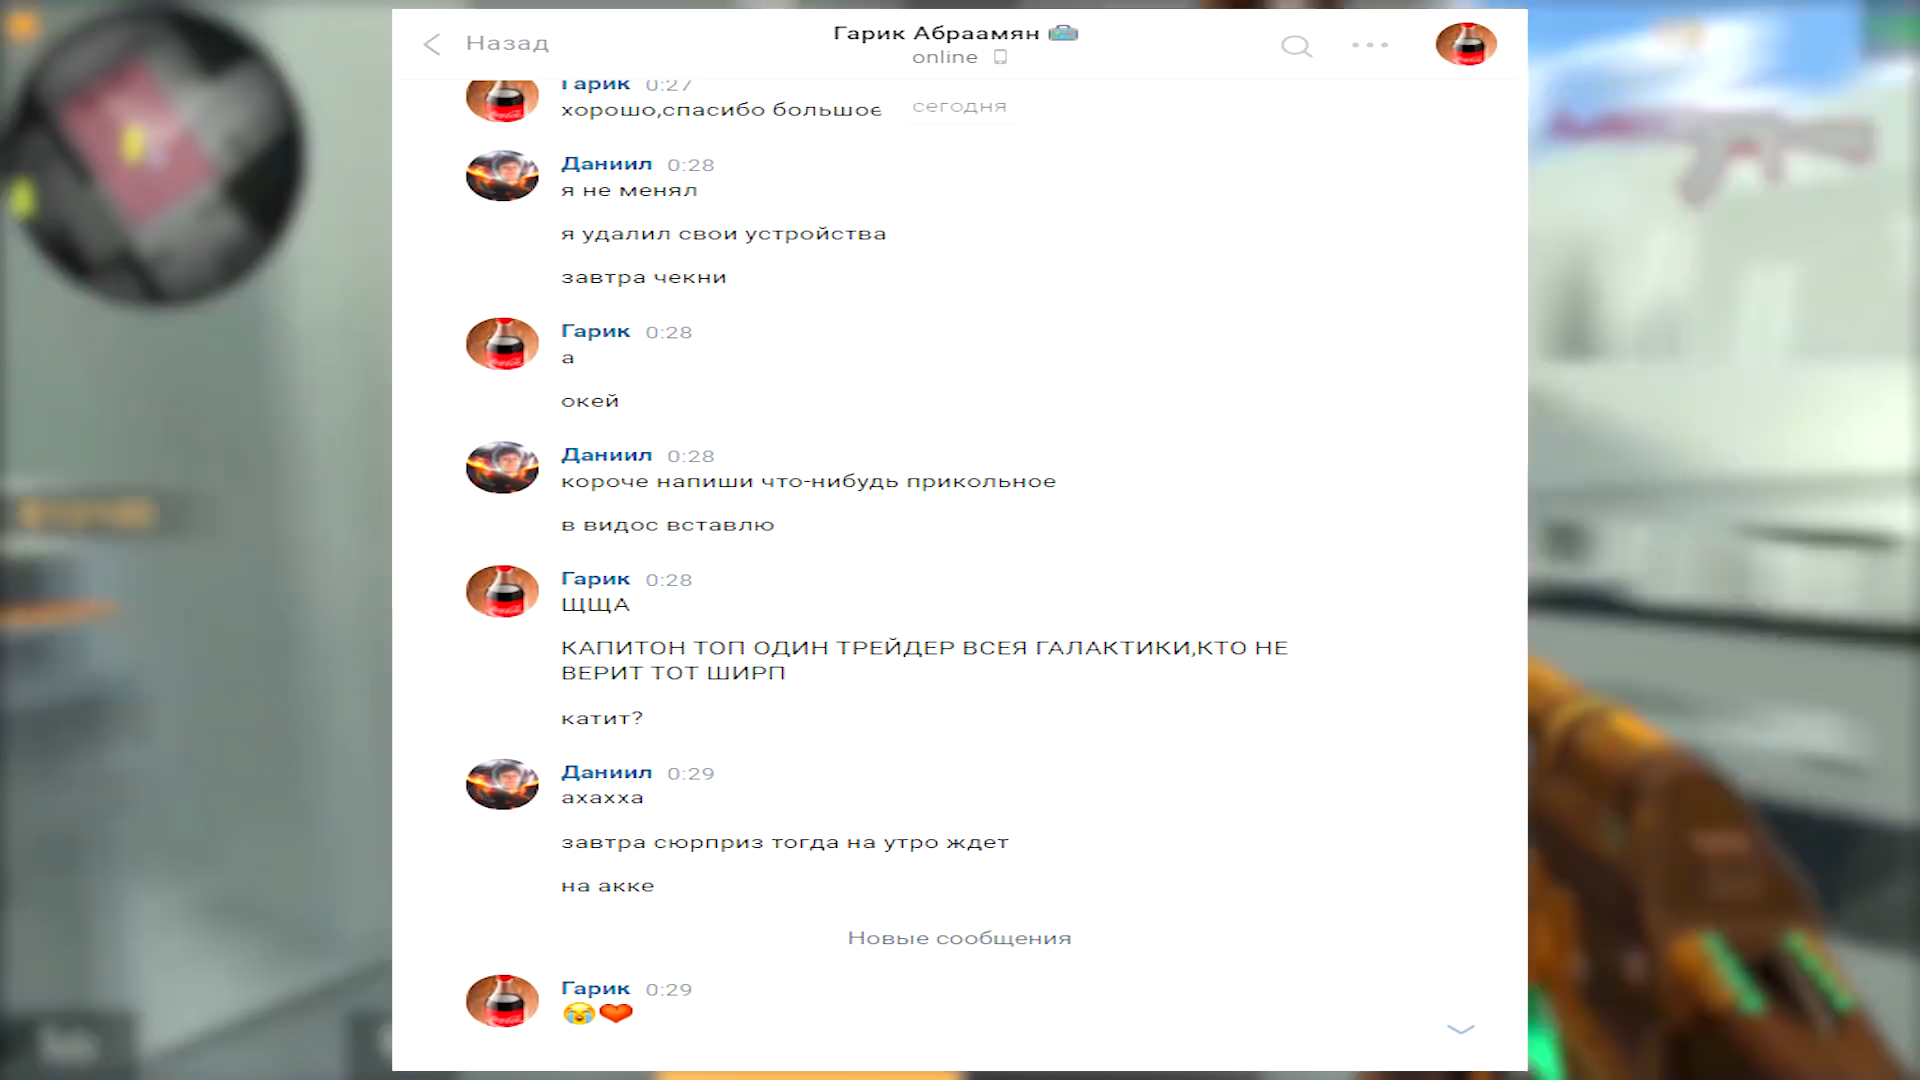 Назад
Гарик Абраамян
online
Гарик 0:27
хорошо,спасибо большое
сегодня
Даниил 0:28
я не менял
я удалил свои устройства
завтра чекни
Гарик 0:28
а
окей
Даниил 0:28
короче напиши что-нибудь прикольное
в видос вставлю
Гарик 0:28
ЩЩА
КАПИТОН ТОП ОДИН ТРЕЙДЕР ВСЕЯ ГАЛАКТИКИ,КТО НЕ
ВЕРИТ ТОТ ШИРП
катит?
Даниил 0:29
ахахха
завтра сюрприз тогда на утро ждет
на акке
Новые сообщения
Гарик 0:29
😭❤